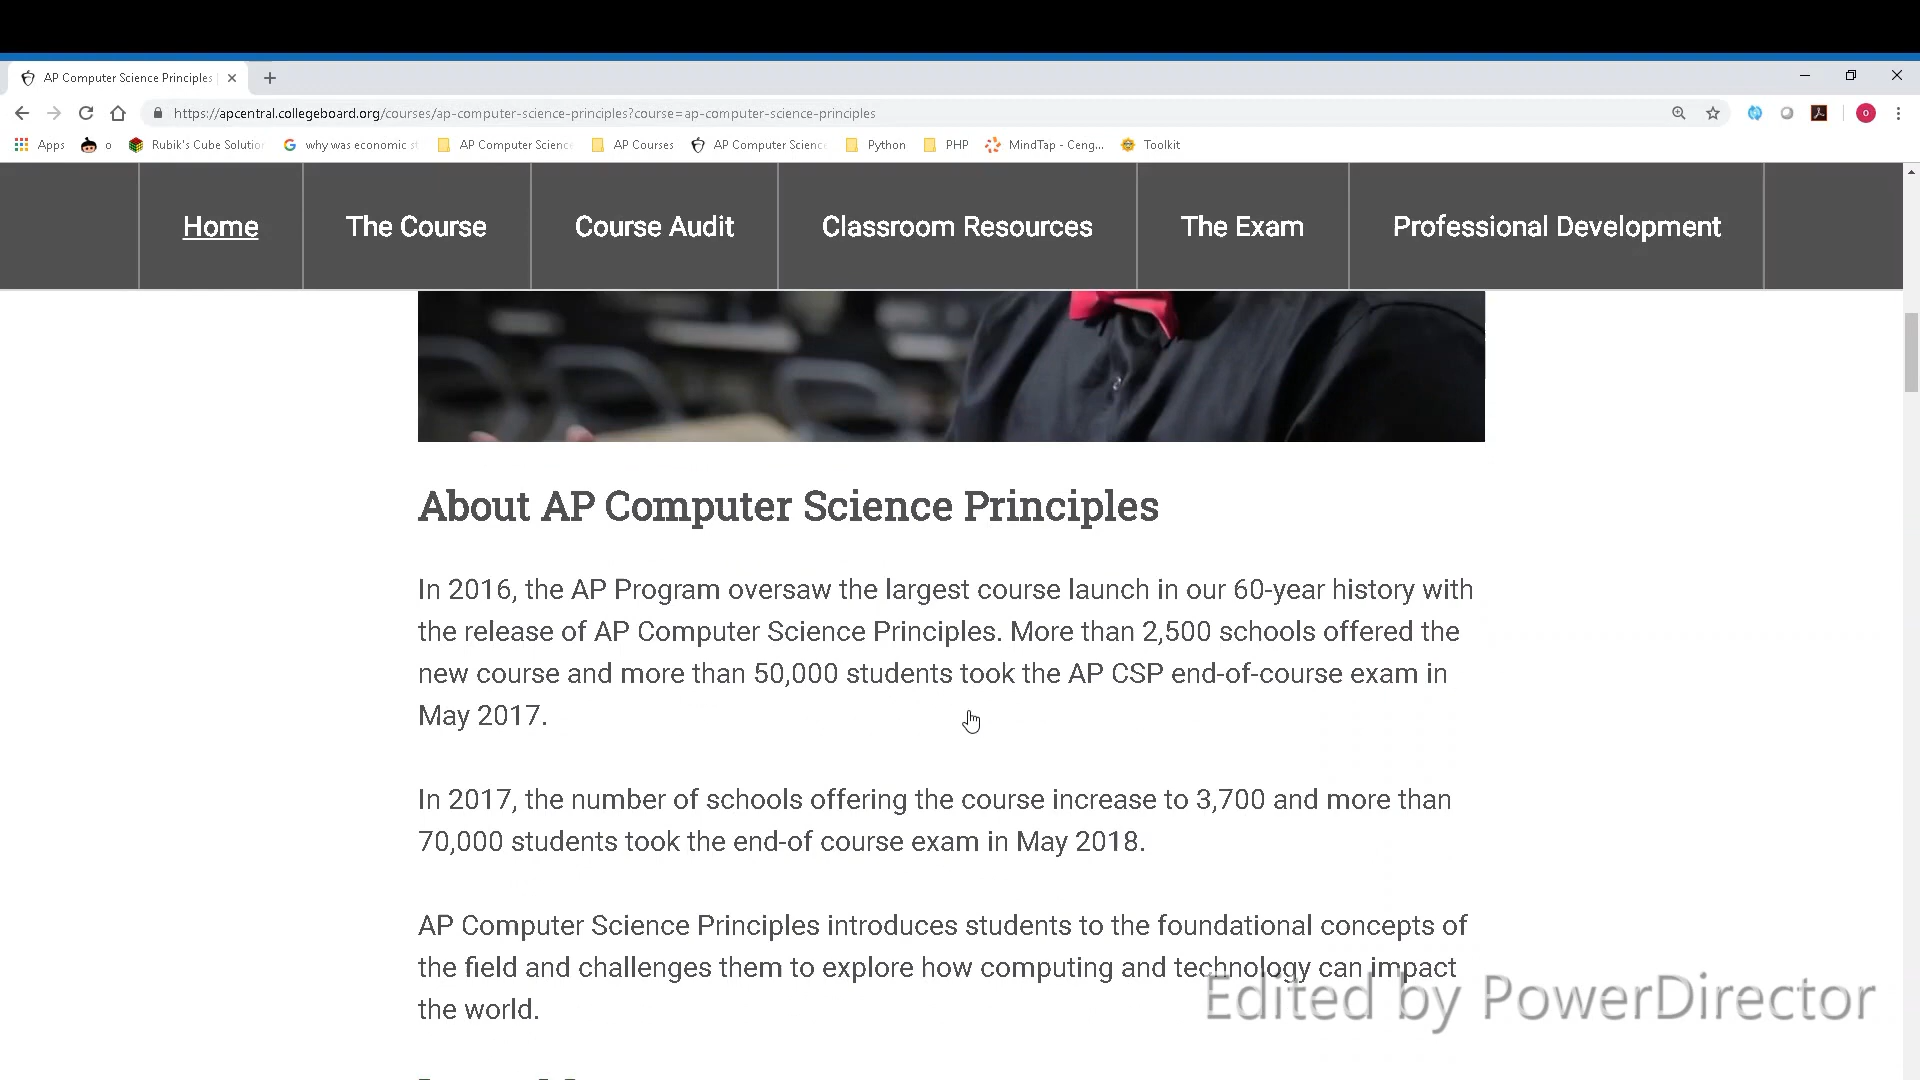 AP Computer Science Principles
https://apcentral.collegeboard.org/courses/ap-computer-science-principles?course=ap-computer-science-principles
Apps o Rubik's Cube Solutio why was economic s AP Computer Scienc AP Courses AP Computer Scienc Python PHP MindTap - Ceng... Toolkit
Home The Course Course Audit Classroom Resources The Exam Professional Development
About AP Computer Science Principles
In 2016, the AP Program oversaw the largest course launch in our 60-year history with
the release of AP Computer Science Principles. More than 2,500 schools offered the
new course and more than 50,000 students took the AP CSP end-of-course exam in
May 2017.
In 2017, the number of schools offering the course increase to 3,700 and more than
70,000 students took the end-of course exam in May 2018.
AP Computer Science Principles introduces students to the foundational concepts of
the field and challenges them to explore how computing and technology can impact
the world.
Edited by PowerDirector